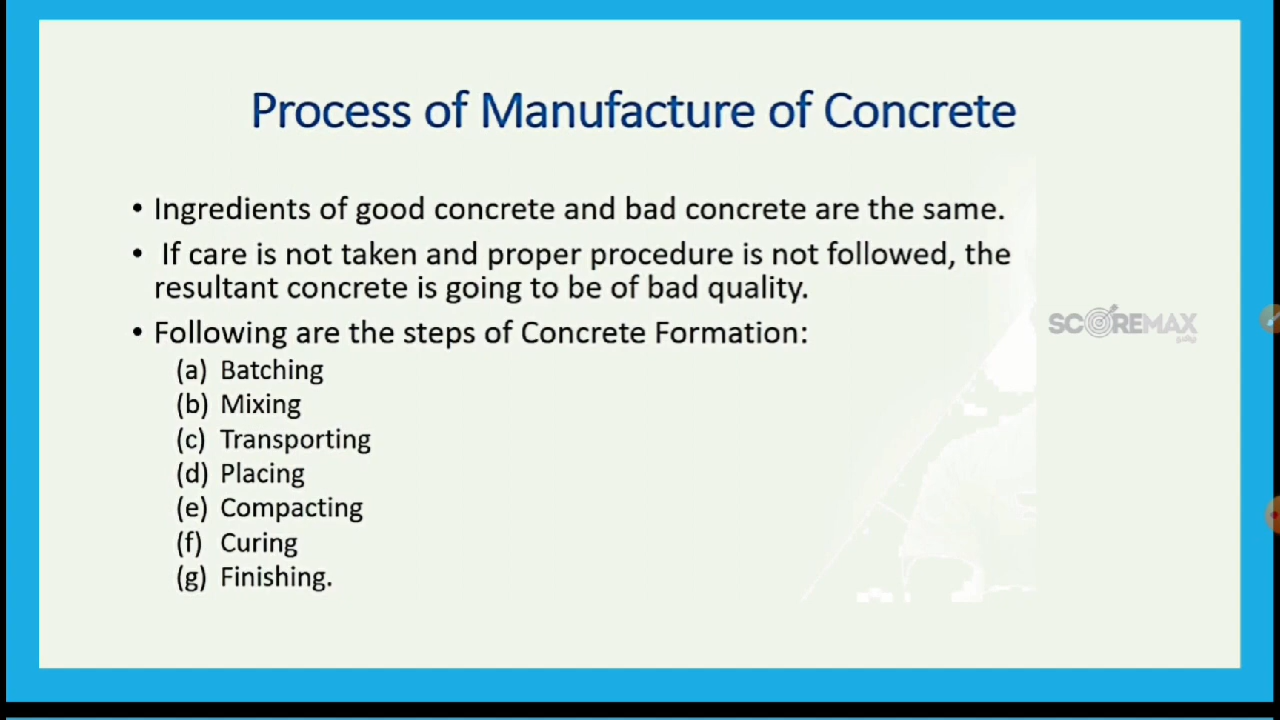 Process of Manufacture of Concrete
• Ingredients of good concrete and bad concrete are the same.
• If care is not taken and proper procedure is not followed, the
resultant concrete is going to be of bad quality.
SCOREMAX
தமிழ்
• Following are the steps of Concrete Formation:
(a) Batching
(b) Mixing
(c) Transporting
(d) Placing
(e) Compacting
(f) Curing
(g) Finishing.